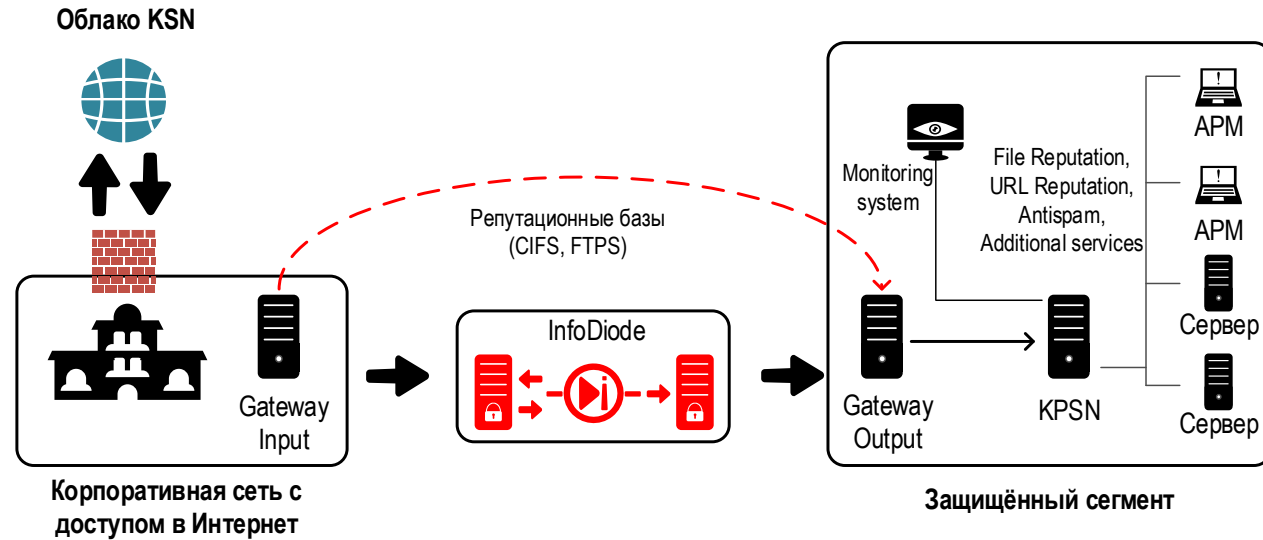 Облако KSN
Репутационные базы
(CIFS, FTPS)
Monitoring
system
File Reputation,
URL Reputation,
Antispam,
Additional services
АРМ
АРМ
Сервер
Сервер
Gateway
Input
InfoDiode
Gateway
Output
KPSN
Корпоративная сеть с
доступом в Интернет
Защищённый сегмент